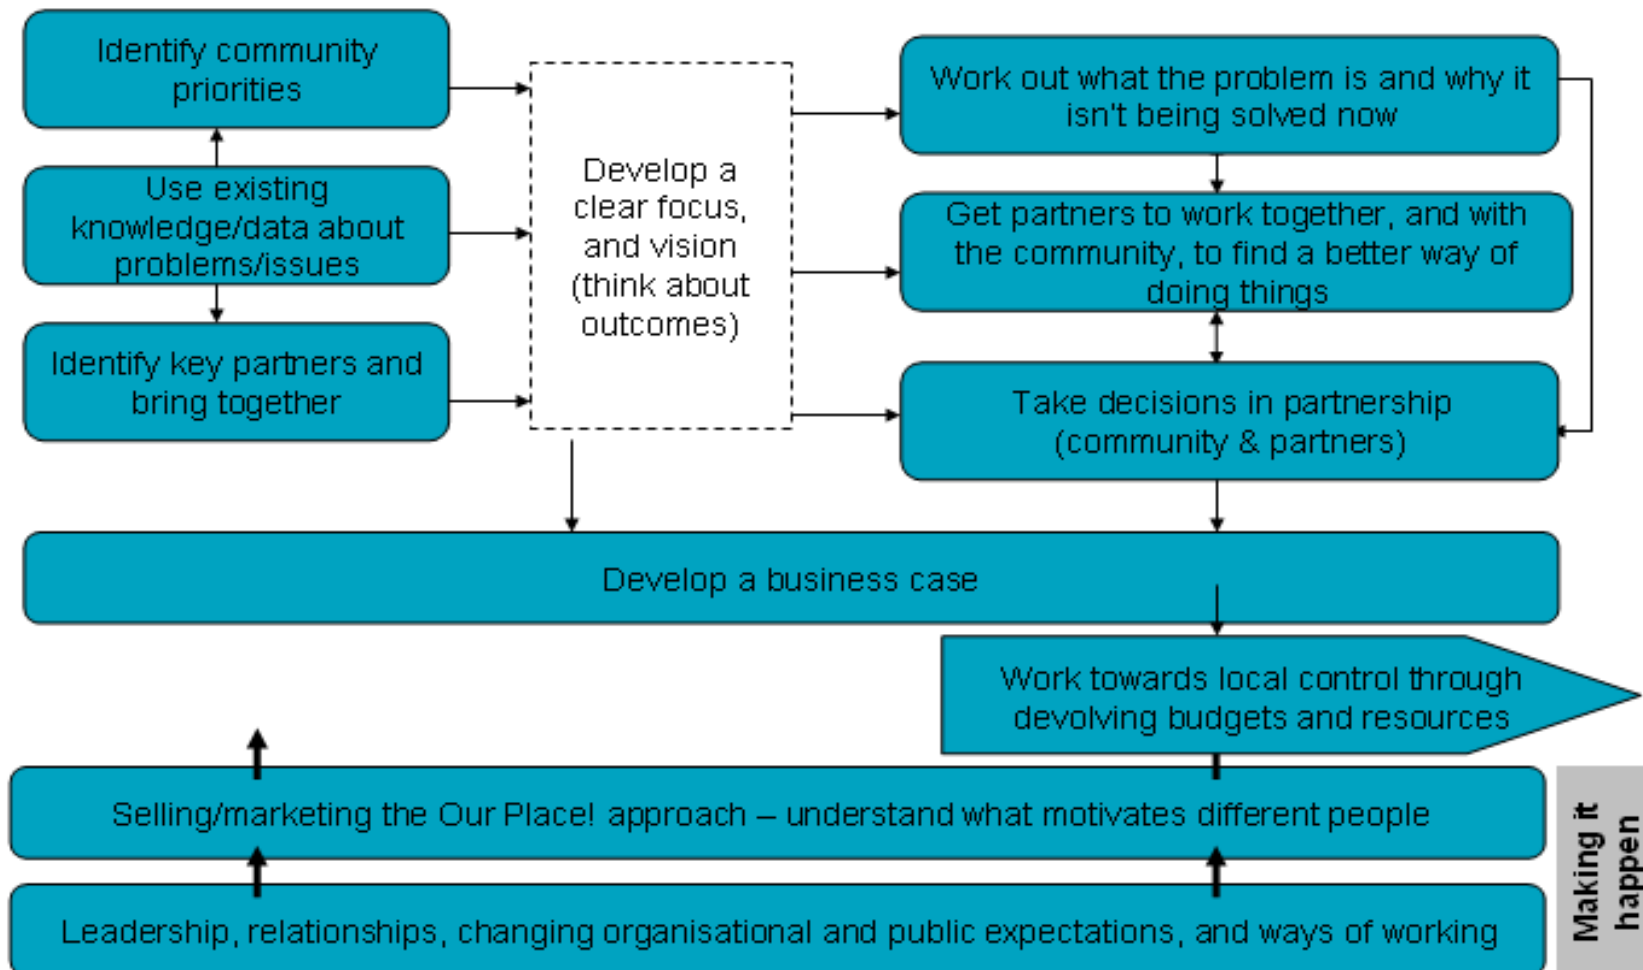 Identify community
priorities
Use existing
knowledge/data about
problems/issues
Identify key partners and
bring together
Develop a
clear focus,
and vision
(think about
outcomes)
Work out what the problem is and why it
isn't being solved now
Get partners to work together, and with
the community, to find a better way of
doing things
Take decisions in partnership
(community & partners)
Develop a business case
Work towards local control through
devolving budgets and resources
Selling/marketing the Our Place! approach – understand what motivates different people
Leadership, relationships, changing organisational and public expectations, and ways of working
Making it
happen